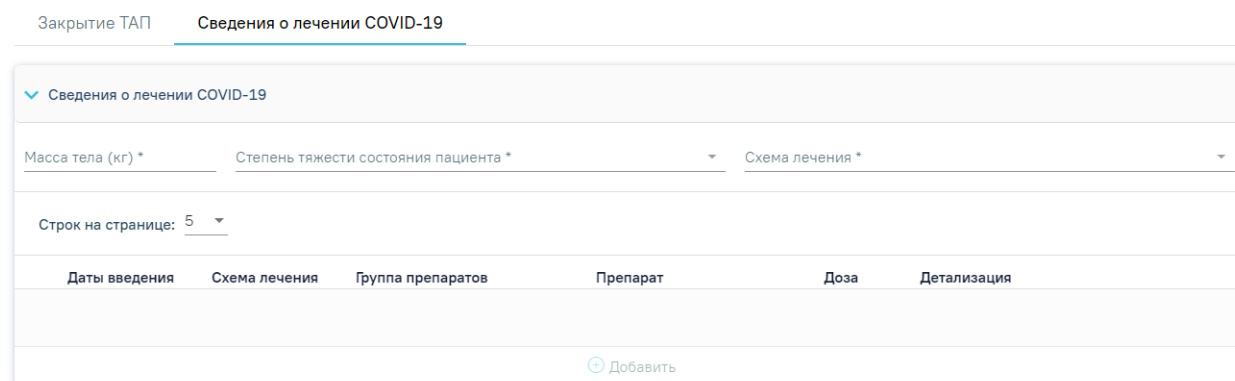 Закрытие ТАП Сведения о лечении COVID-19
Сведения о лечении COVID-19
Масса тела (кг) * Степень тяжести состояния пациента * Схема лечения *
Строк на странице: 5
Даты введения Схема лечения Группа препаратов Препарат Доза Детализация
Добавить